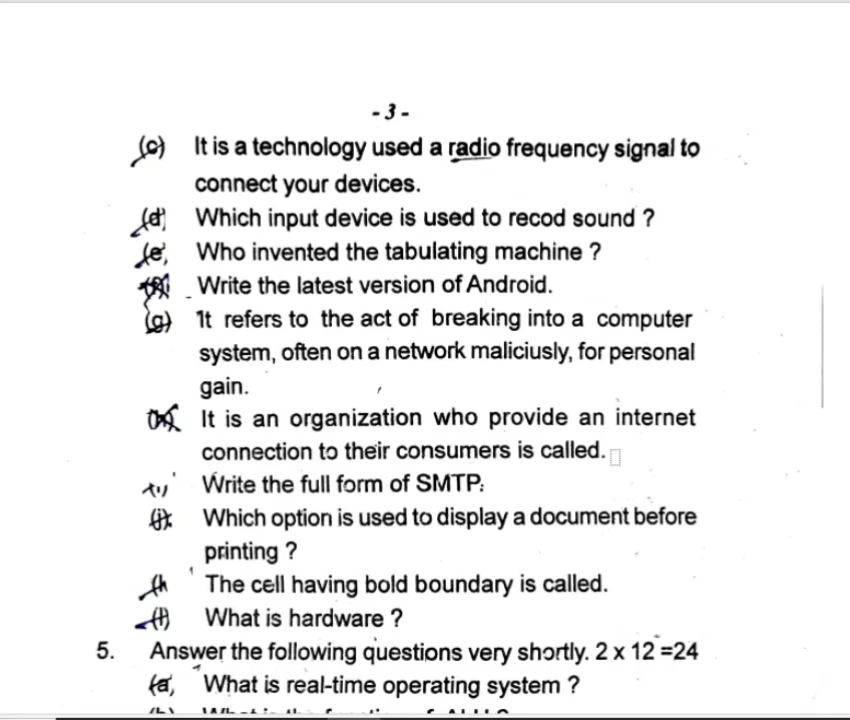 - 3 -
(c) It is a technology used a radio frequency signal to
connect your devices.
(d) Which input device is used to recod sound ?
(e) Who invented the tabulating machine ?
Write the latest version of Android.
(g) It refers to the act of breaking into a computer
system, often on a network maliciusly, for personal
gain.
It is an organization who provide an internet
connection to their consumers is called.
Write the full form of SMTP.
(j) Which option is used to display a document before
printing ?
The cell having bold boundary is called.
(l) What is hardware ?
5. Answer the following questions very shortly. 2 x 12 =24
(a) What is real-time operating system ?